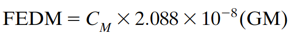 FEDM = C_M × 2.088 × 10⁻⁸(GM)